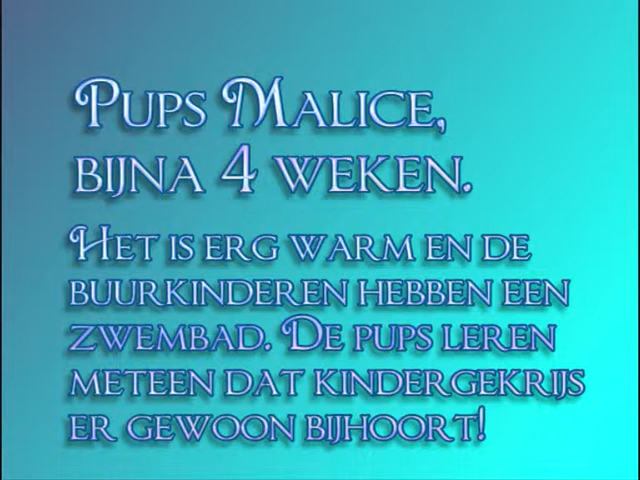 Pups Malice,
bijna 4 weken.
Het is erg warm en de
buurkinderen hebben een
zwembad. De pups leren
meteen dat kindergekrijs
er gewoon bijhoort!